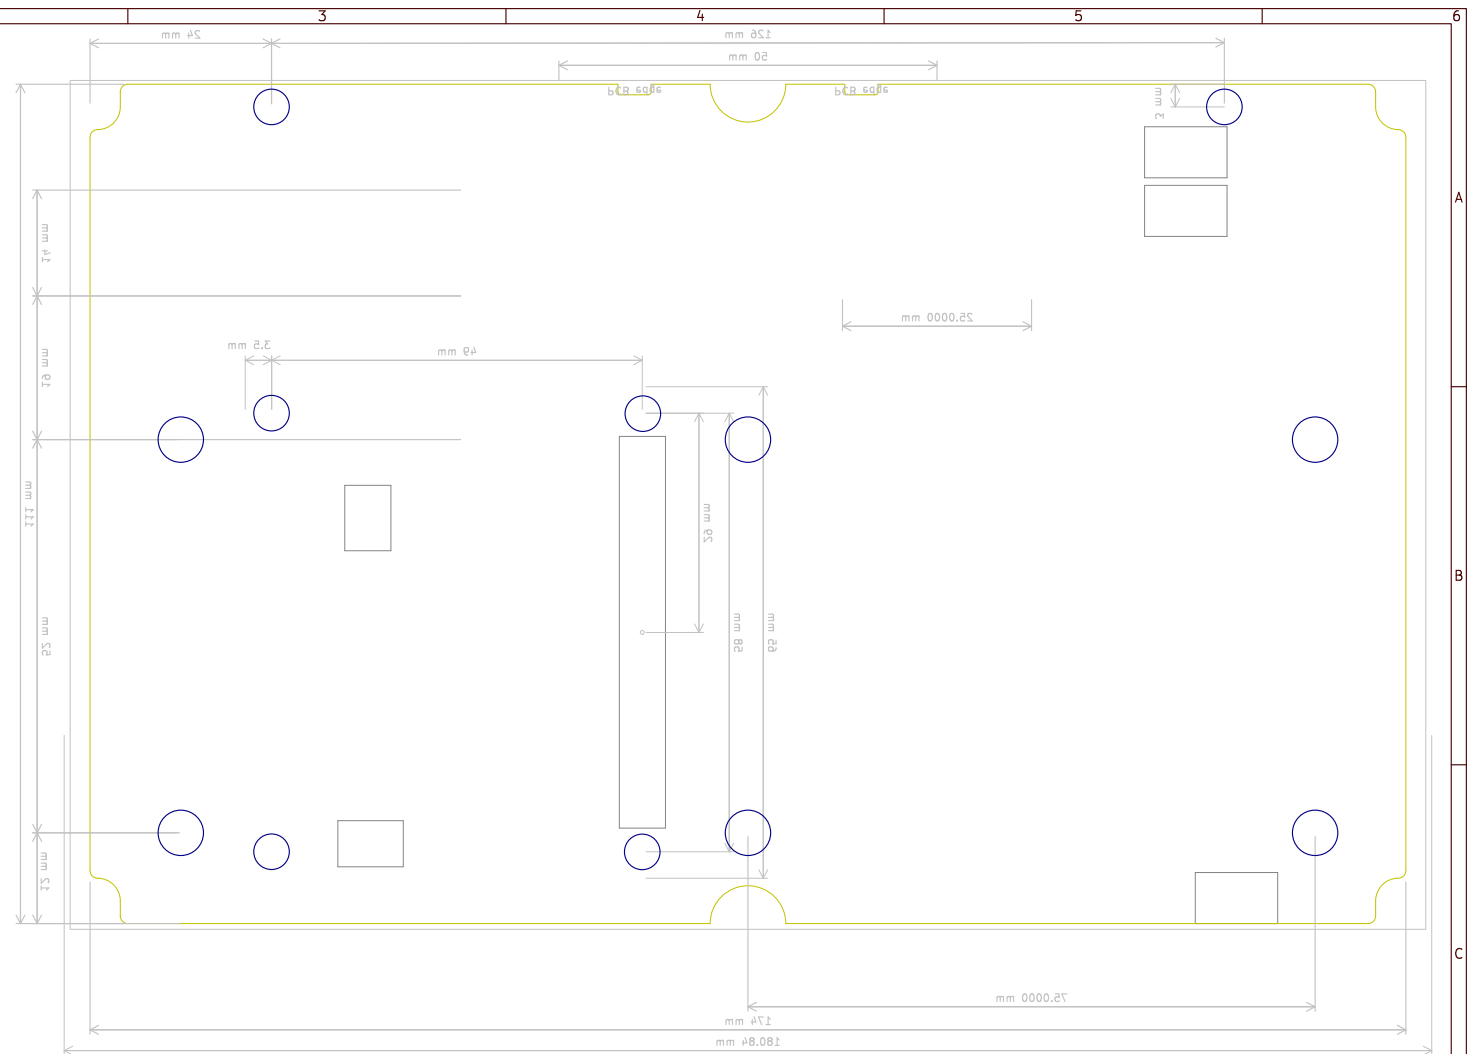 3 4 5 6
24 mm 126 mm
50 mm
PCB edge PCB edge 3 mm
A
14 mm
25.0000 mm
3.5 mm 49 mm
19 mm
111 mm
29 mm
B
52 mm
58 mm 65 mm
12 mm
C
75.0000 mm
174 mm
180.84 mm